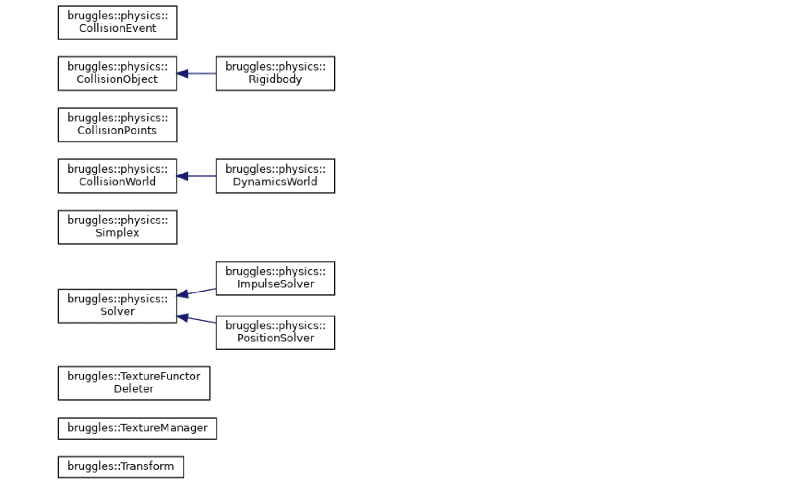 bruggles::physics::
CollisionEvent
bruggles::physics::
CollisionObject
bruggles::physics::
Rigidbody
bruggles::physics::
CollisionPoints
bruggles::physics::
CollisionWorld
bruggles::physics::
DynamicsWorld
bruggles::physics::
Simplex
bruggles::physics::
Solver
bruggles::physics::
ImpulseSolver
bruggles::physics::
PositionSolver
bruggles::TextureFunctor
Deleter
bruggles::TextureManager
bruggles::Transform